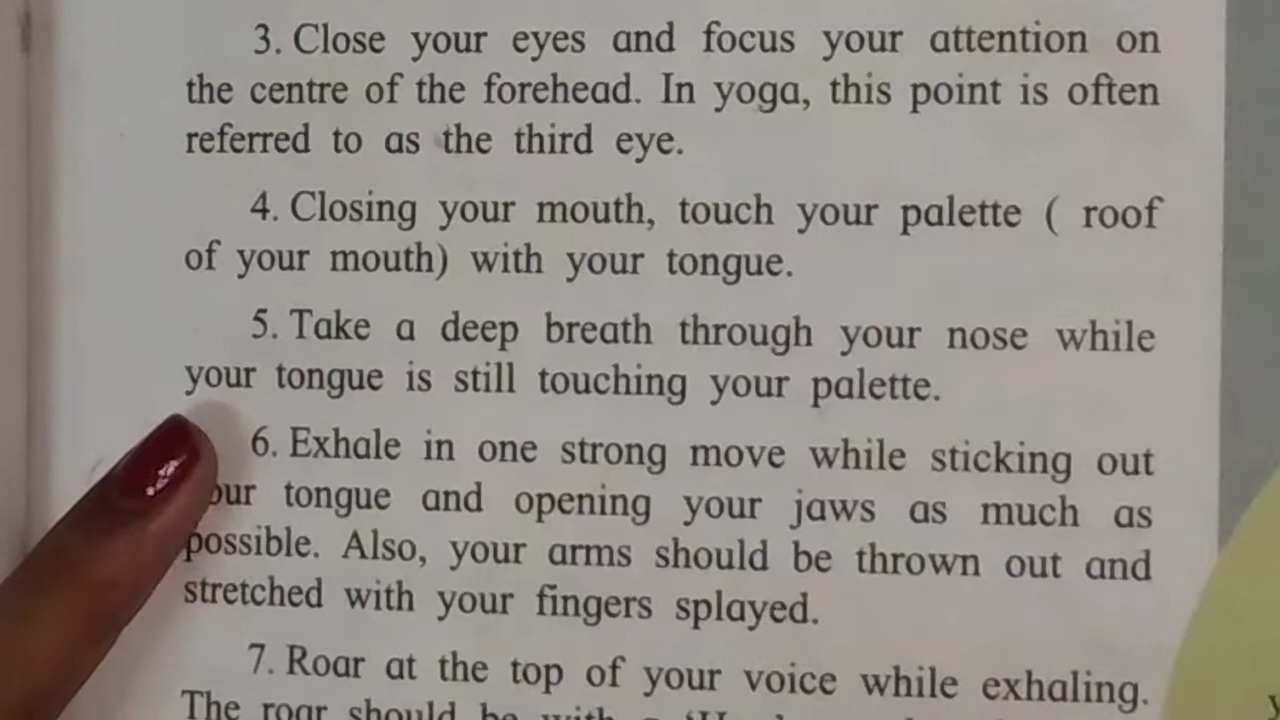 3. Close your eyes and focus your attention on
the centre of the forehead. In yoga, this point is often
referred to as the third eye.
4. Closing your mouth, touch your palette ( roof
of your mouth) with your tongue.
5. Take a deep breath through your nose while
your tongue is still touching your palette.
6. Exhale in one strong move while sticking out
our tongue and opening your jaws as much as
possible. Also, your arms should be thrown out and
stretched with your fingers splayed.
7. Roar at the top of your voice while exhaling.
The roar should be with a